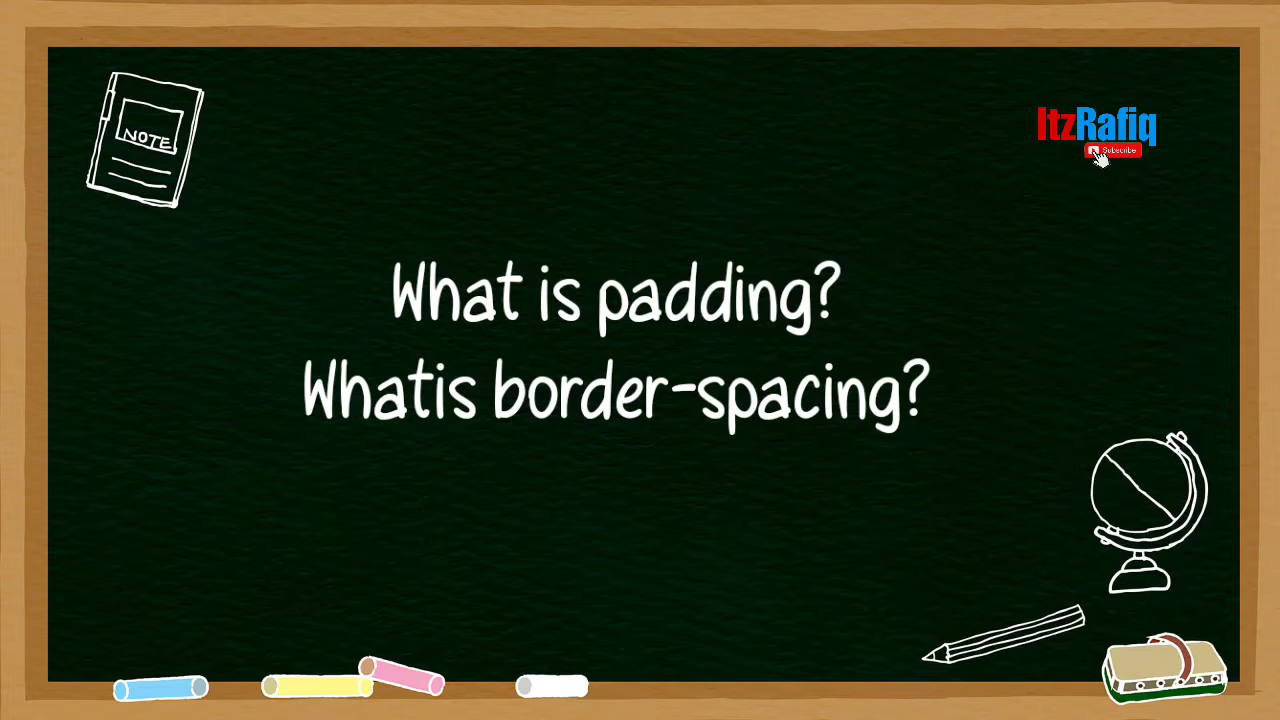 NOTE
ItzRafiq
Subscribe
What is padding?
Whatis border-spacing?